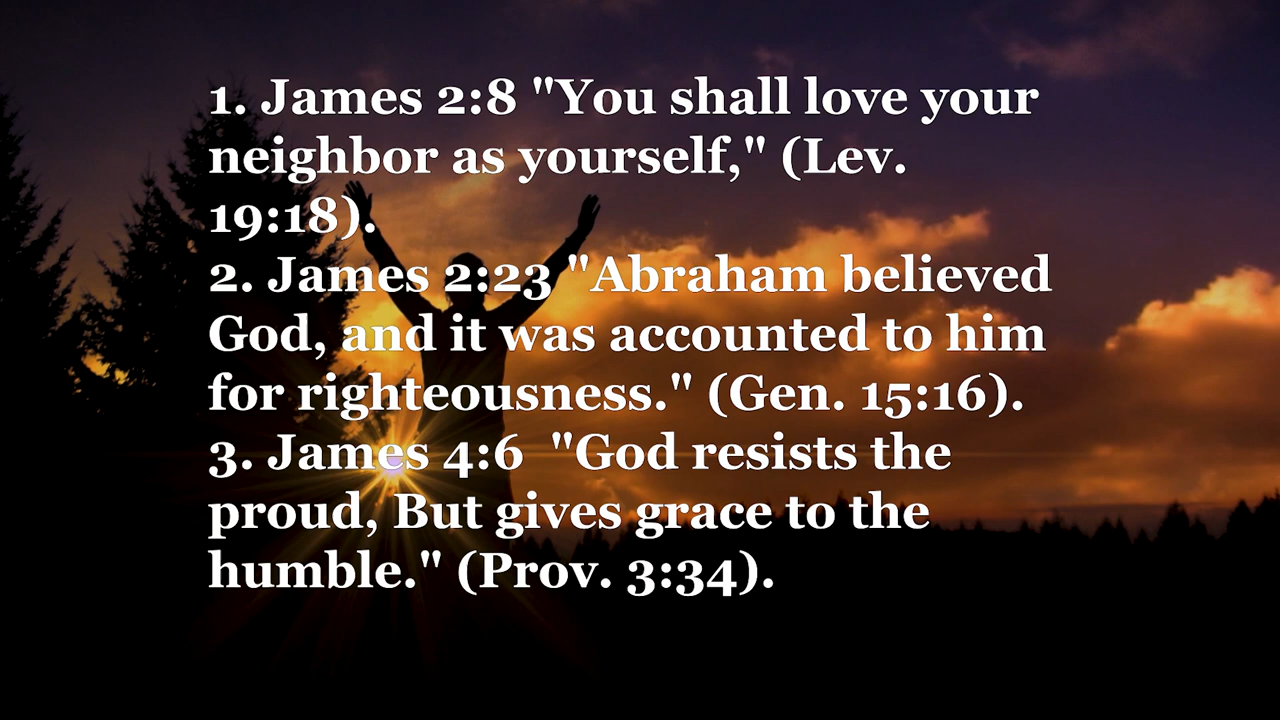 1. James 2:8 "You shall love your
neighbor as yourself," (Lev.
19:18).
2. James 2:23 "Abraham believed
God, and it was accounted to him
for righteousness." (Gen. 15:16).
3. James 4:6  "God resists the
proud, But gives grace to the
humble." (Prov. 3:34).